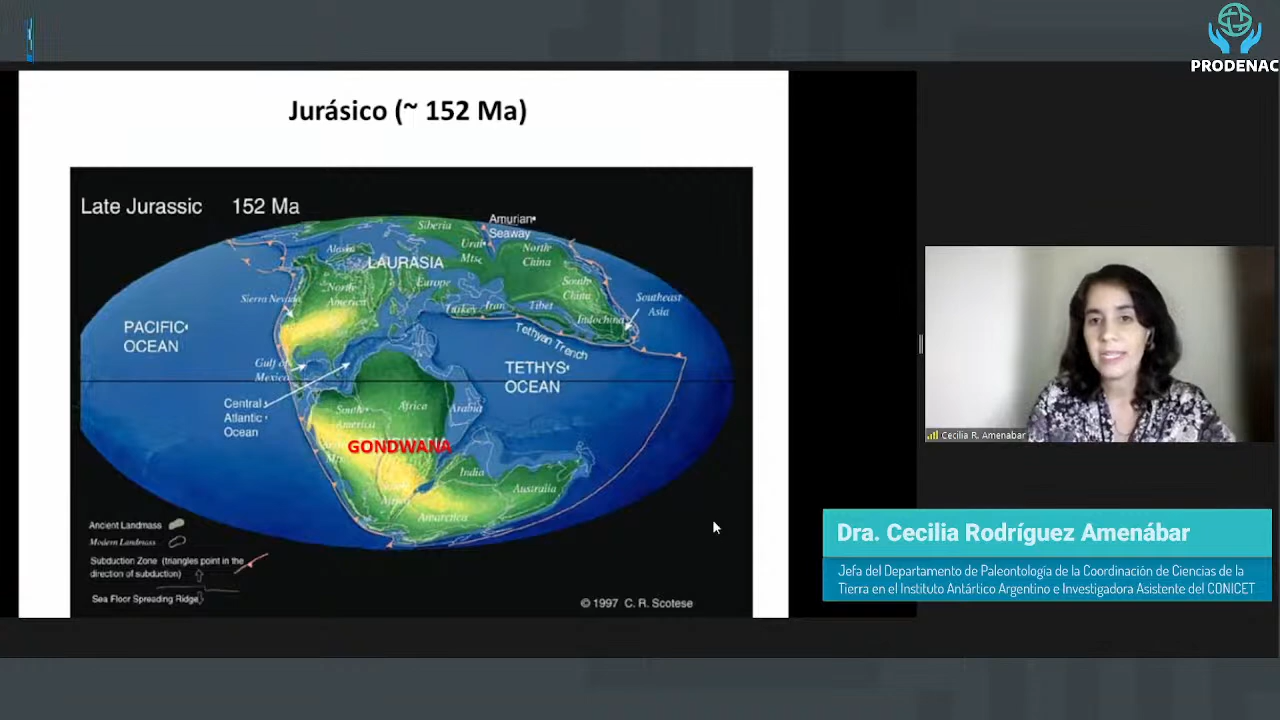 PRODENAC
Jurásico (~ 152 Ma)
Late Jurassic 152 Ma
Amurian
Seaway
Siberia
Ural
Mts
North
China
Alaska
LAURASIA
Europe
North
America
South
China
Sierra Nevada
Turkey
Iran
Tibet
Indochina
Southeast
Asia
PACIFIC
OCEAN
Tethyan Trench
TETHYS
OCEAN
Gulf of
Mexico
Central
Atlantic
Ocean
South
America
Africa
Arabia
GONDWANA
India
Australia
Antarctica
Ancient Landmass
Modern Landmass
Subduction Zone (triangles point in the
direction of subduction)
Sea Floor Spreading Ridge
© 1997 C. R. Scotese
Cecilia R. Amenabar
Dra. Cecilia Rodríguez Amenábar
Jefa del Departamento de Paleontología de la Coordinación de Ciencias de la
Tierra en el Instituto Antártico Argentino e Investigadora Asistente del CONICET